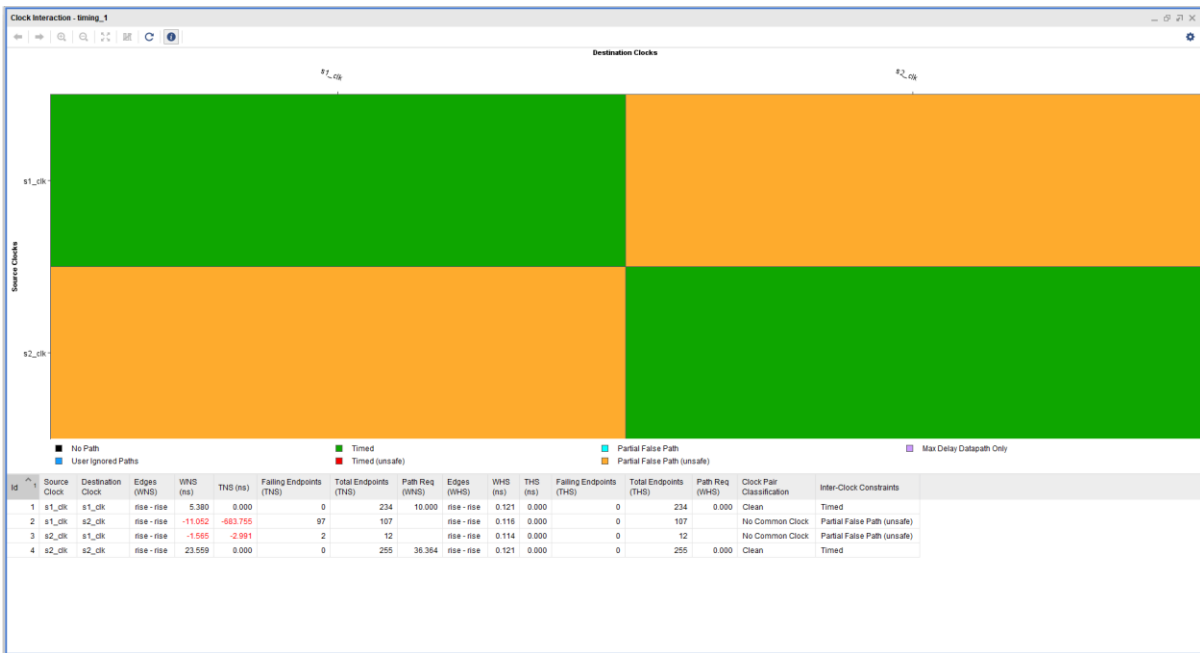 Clock Interaction - timing_1
Destination Clocks
s1_clk s2_clk
Source Clocks
s1_clk
s2_clk
No Path Timed Partial False Path Max Delay Datapath Only
User Ignored Paths Timed (unsafe) Partial False Path (unsafe)
Id 1 Source Clock Destination Clock Edges (WNS) WNS (ns) TNS (ns) Failing Endpoints (TNS) Total Endpoints (TNS) Path Req (WNS) Edges (WHS) WHS (ns) THS (ns) Failing Endpoints (THS) Total Endpoints (THS) Path Req (WHS) Clock Pair Classification Inter-Clock Constraints
1 s1_clk s1_clk rise - rise 5.380 0.000 0 234 10.000 rise - rise 0.121 0.000 0 234 0.000 Clean Timed
2 s1_clk s2_clk rise - rise -11.052 -683.755 97 107 rise - rise 0.116 0.000 0 107 No Common Clock Partial False Path (unsafe)
3 s2_clk s1_clk rise - rise -1.565 -2.991 2 12 rise - rise 0.114 0.000 0 12 No Common Clock Partial False Path (unsafe)
4 s2_clk s2_clk rise - rise 23.559 0.000 0 255 36.364 rise - rise 0.121 0.000 0 255 0.000 Clean Timed